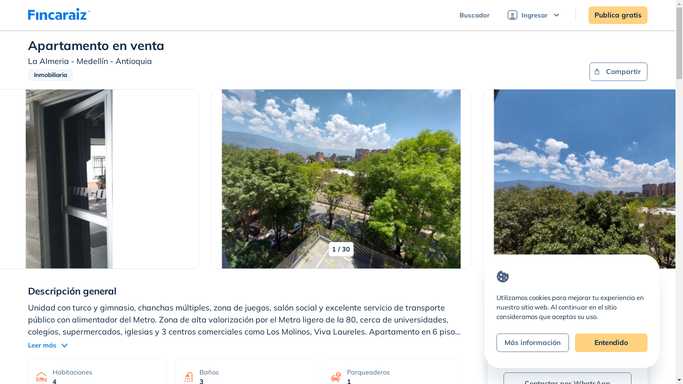 Fincaraiz
Buscador
Ingresar
Publica gratis
Apartamento en venta
La Almeria - Medellín - Antioquia
Inmobiliaria
Compartir
1 / 30
Descripción general
Unidad con turco y gimnasio, chanchas múltiples, zona de juegos, salón social y excelente servicio de transporte
público con alimentador del Metro. Zona de alta valorización por el Metro ligero de la 80, cerca de universidades,
colegios, supermercados, iglesias y 3 centros comerciales como Los Molinos, Viva Laureles. Apartamento en 6 piso...
Leer más
Habitaciones
4
Baños
3
Parqueaderos
1
Utilizamos cookies para mejorar tu experiencia en
nuestro sitio web. Al continuar en el sitio
consideramos que aceptas su uso.
Más información
Entendido
Contactar por WhatsApp